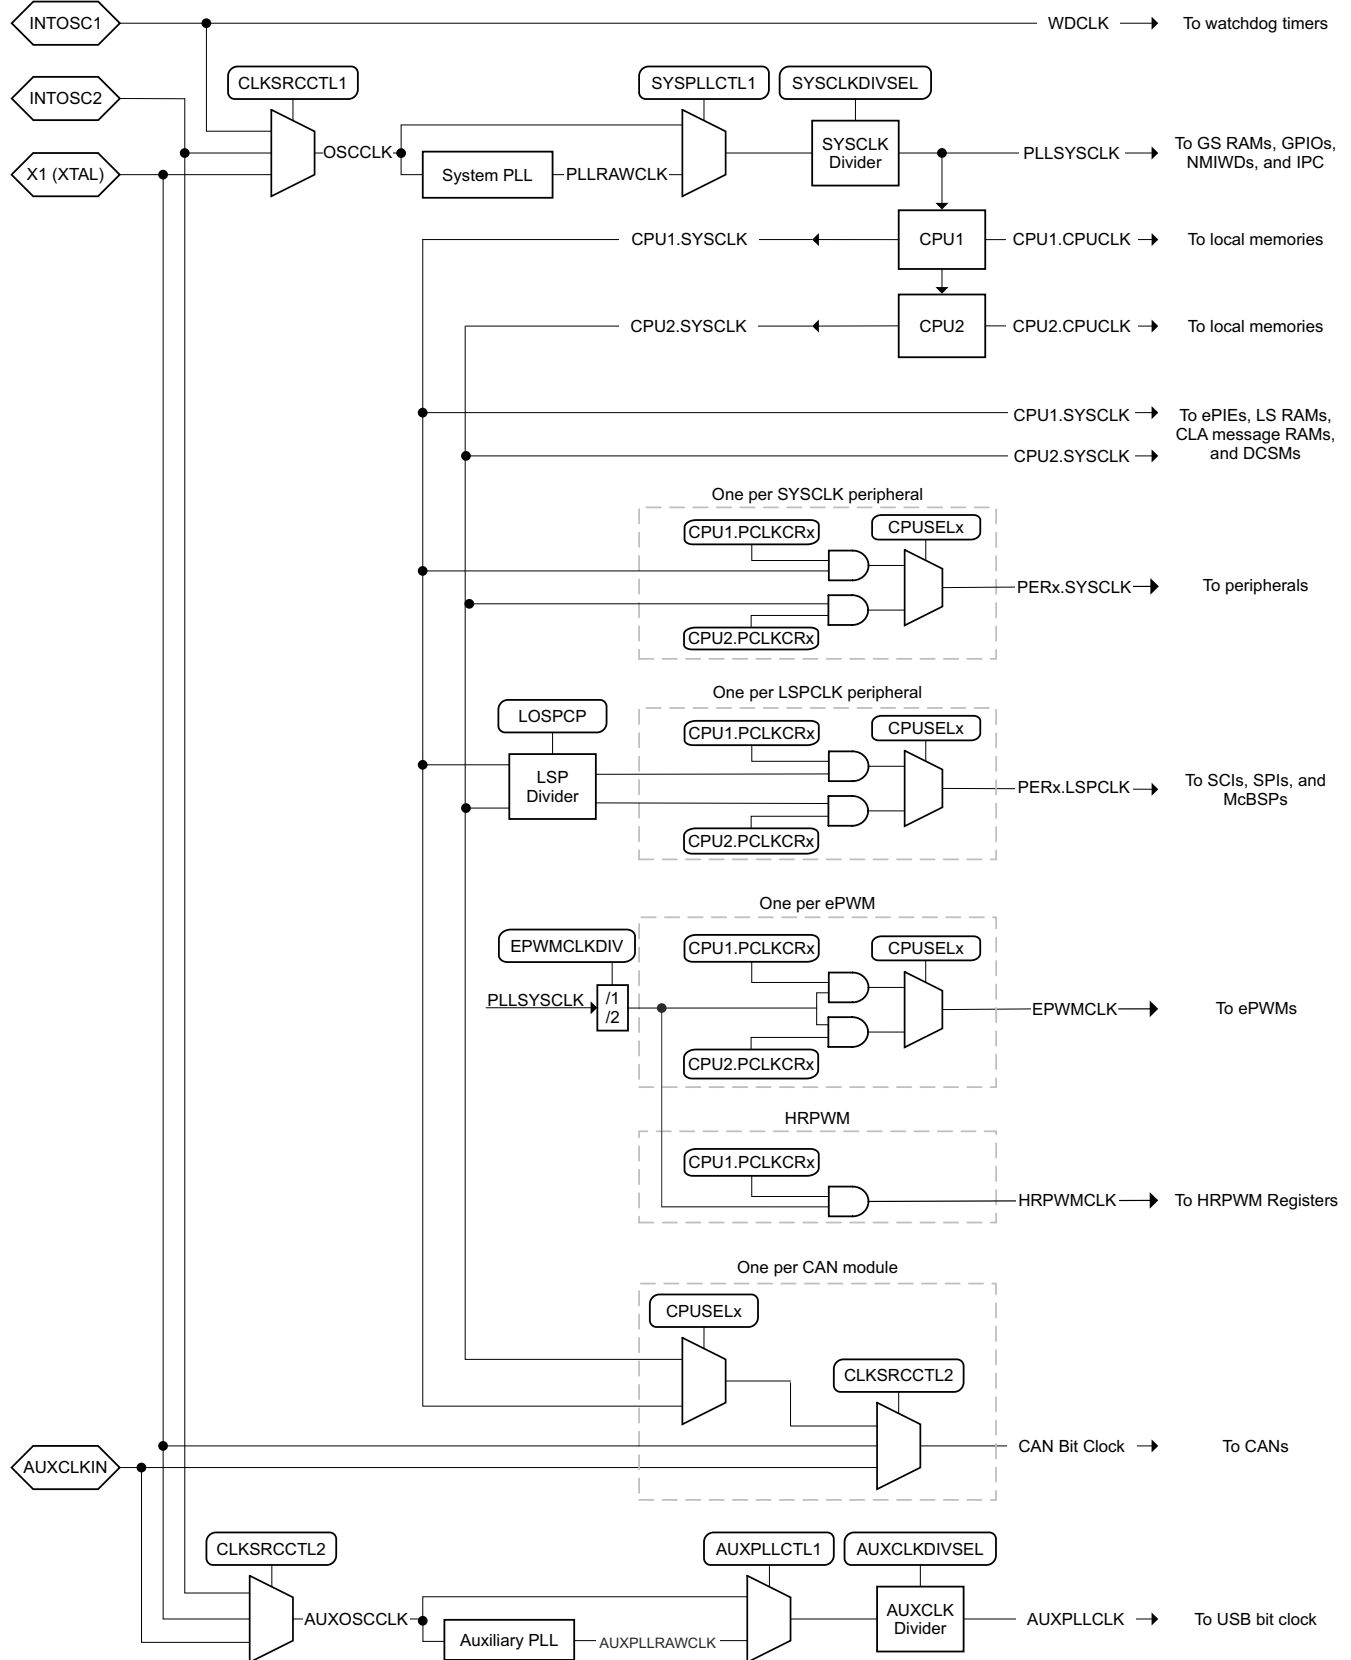 INTOSC1
WDCLK
To watchdog timers
INTOSC2
CLKSRCCTL1
SYSPLLCTL1
SYSCLKDIVSEL
X1 (XTAL)
OSCCLK
System PLL
PLLRAWCLK
SYSCLK
Divider
PLLSYSCLK
To GS RAMs, GPIOs,
NMIWDs, and IPC
CPU1.SYSCLK
CPU1
CPU1.CPUCLK
To local memories
CPU2.SYSCLK
CPU2
CPU2.CPUCLK
To local memories
CPU1.SYSCLK
CPU2.SYSCLK
To ePIEs, LS RAMs,
CLA message RAMs,
and DCSMs
One per SYSCLK peripheral
CPU1.PCLKCRx
CPUSELx
CPU2.PCLKCRx
PERx.SYSCLK
To peripherals
One per LSPCLK peripheral
LOSPCP
LSP
Divider
CPU1.PCLKCRx
CPUSELx
CPU2.PCLKCRx
PERx.LSPCLK
To SCIs, SPIs, and
McBSPs
One per ePWM
EPWMCLKDIV
PLLSYSCLK
/1
/2
CPU1.PCLKCRx
CPUSELx
CPU2.PCLKCRx
EPWMCLK
To ePWMs
HRPWM
CPU1.PCLKCRx
HRPWMCLK
To HRPWM Registers
One per CAN module
CPUSELx
CLKSRCCTL2
AUXCLKIN
CAN Bit Clock
To CANs
CLKSRCCTL2
AUXPLLCTL1
AUXCLKDIVSEL
AUXOSCCLK
Auxiliary PLL
AUXPLLRAWCLK
AUXCLK
Divider
AUXPLLCLK
To USB bit clock